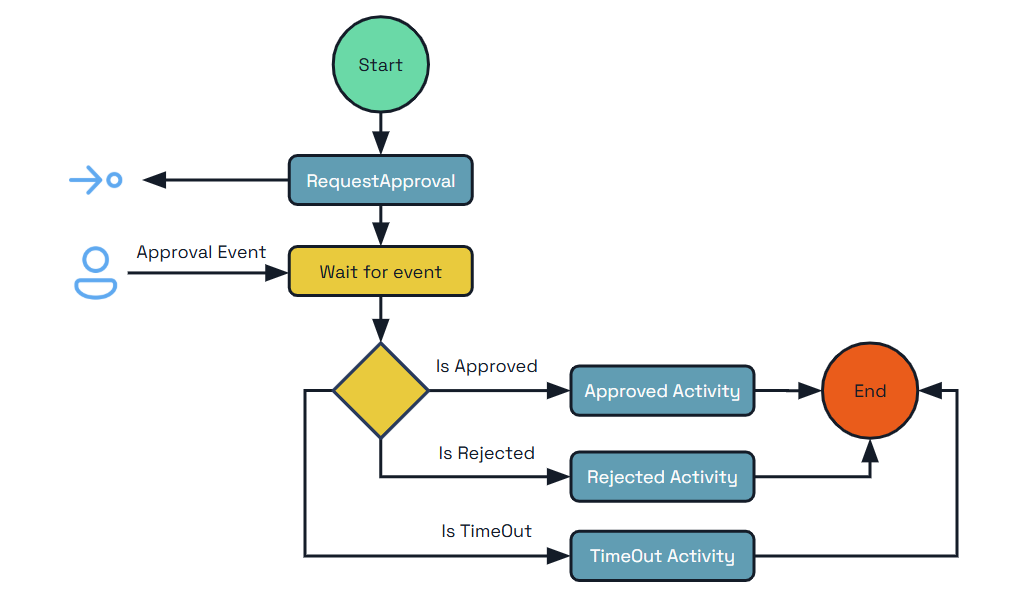 Start
RequestApproval
Approval Event
Wait for event
Is Approved
Approved Activity
End
Is Rejected
Rejected Activity
Is TimeOut
TimeOut Activity